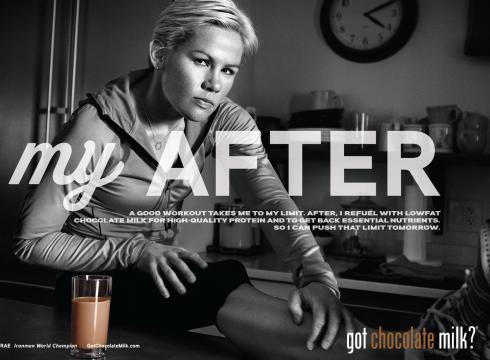 my AFTER
A GOOD WORKOUT TAKES ME TO MY LIMIT. AFTER, I REFUEL WITH LOWFAT
CHOCOLATE MILK FOR HIGH-QUALITY PROTEIN AND TO GET BACK ESSENTIAL NUTRIENTS.
SO I CAN PUSH THAT LIMIT TOMORROW.
RAE Ironman World Champion GotChocolateMilk.com
got chocolate milk?